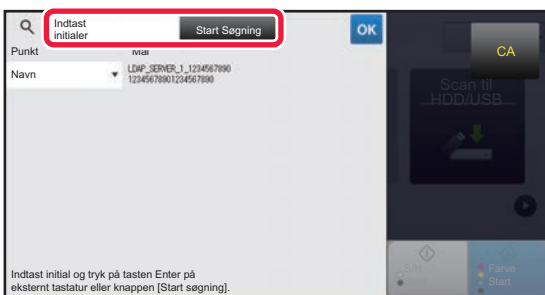 Indtast
initialer
Start Søgning
OK
CA
Punkt
Mål
Navn
LDAP_SERVER_1_1234567890
12345678901234567890
Scan til
HDD/USB
Indtast initial og tryk på tasten Enter på
eksternt tastatur eller knappen [Start søgning].
S/H
Start
Farve
Start